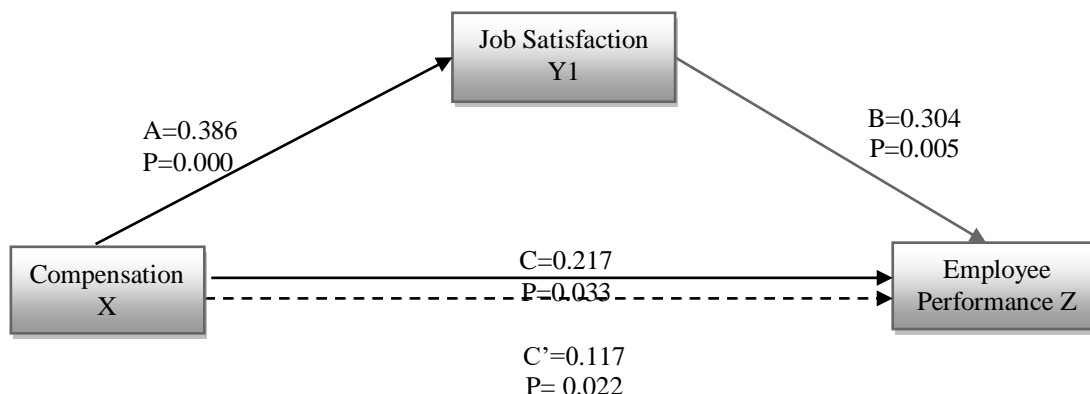 Job Satisfaction
Y1
A=0.386
P=0.000
B=0.304
P=0.005
Compensation
X
C=0.217
P=0.033
Employee
Performance Z
C’=0.117
P= 0.022